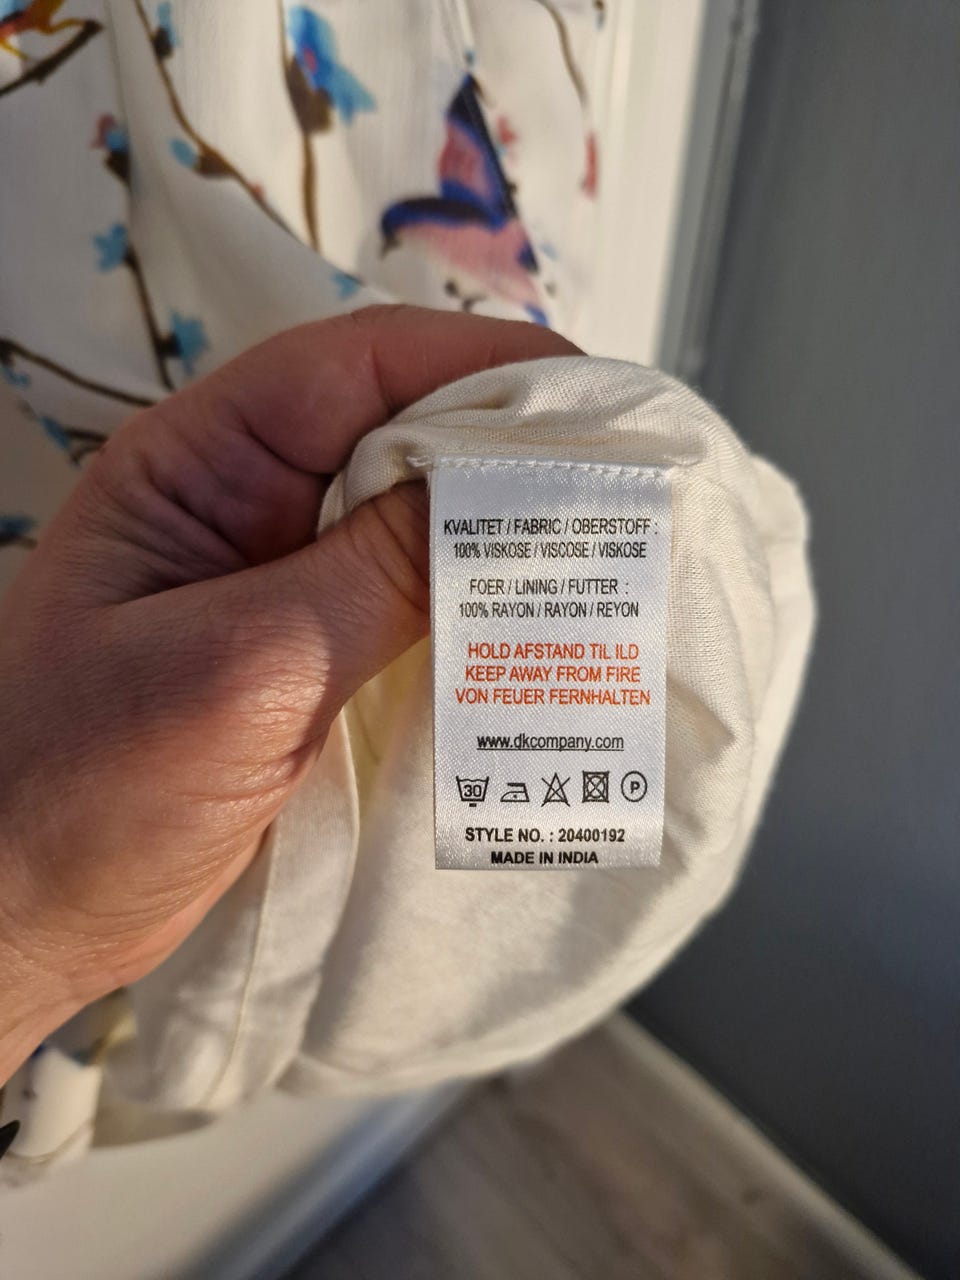 KVALITET / FABRIC / OBERSTOFF :
100% VISKOSE / VISCOSE / VISKOSE
FOER / LINING / FUTTER :
100% RAYON / RAYON / REYON
HOLD AFSTAND TIL ILD
KEEP AWAY FROM FIRE
VON FEUER FERNHALTEN
www.dkcompany.com
30 P
STYLE NO. : 20400192
MADE IN INDIA